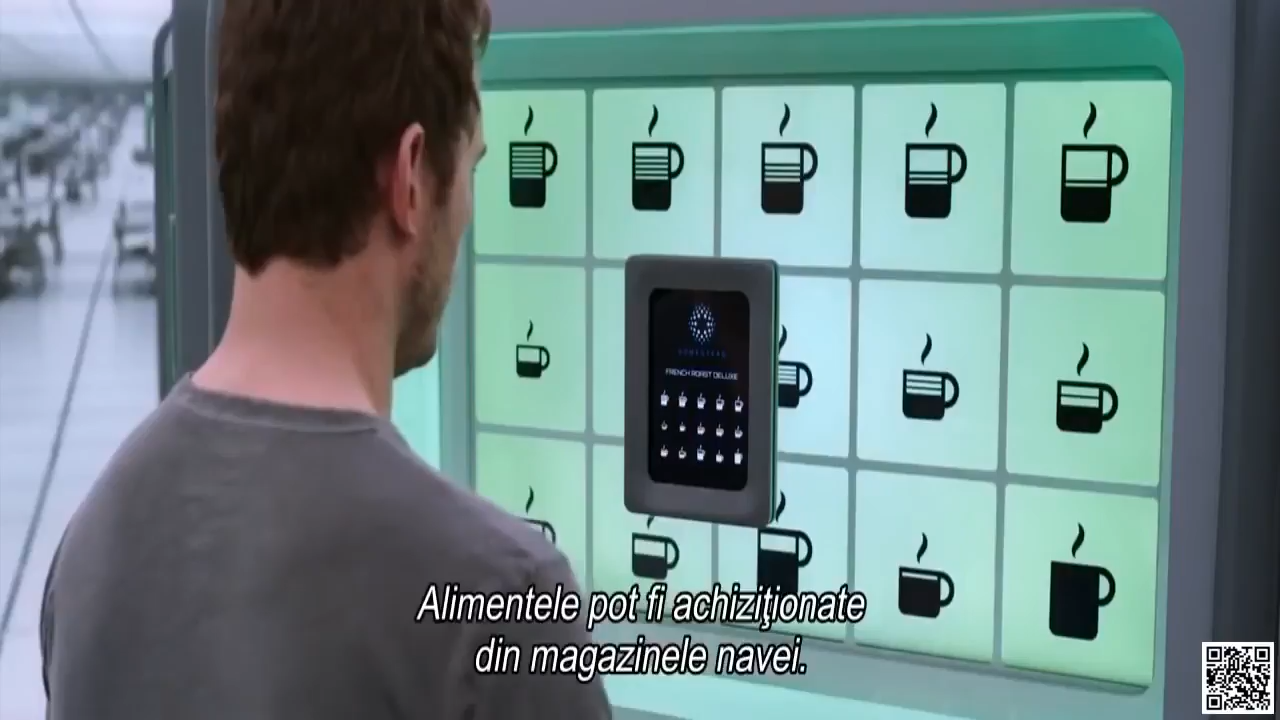 FRENCH ROAST DELUXE
Alimentele pot fi achiziţionate
din magazinele navei.